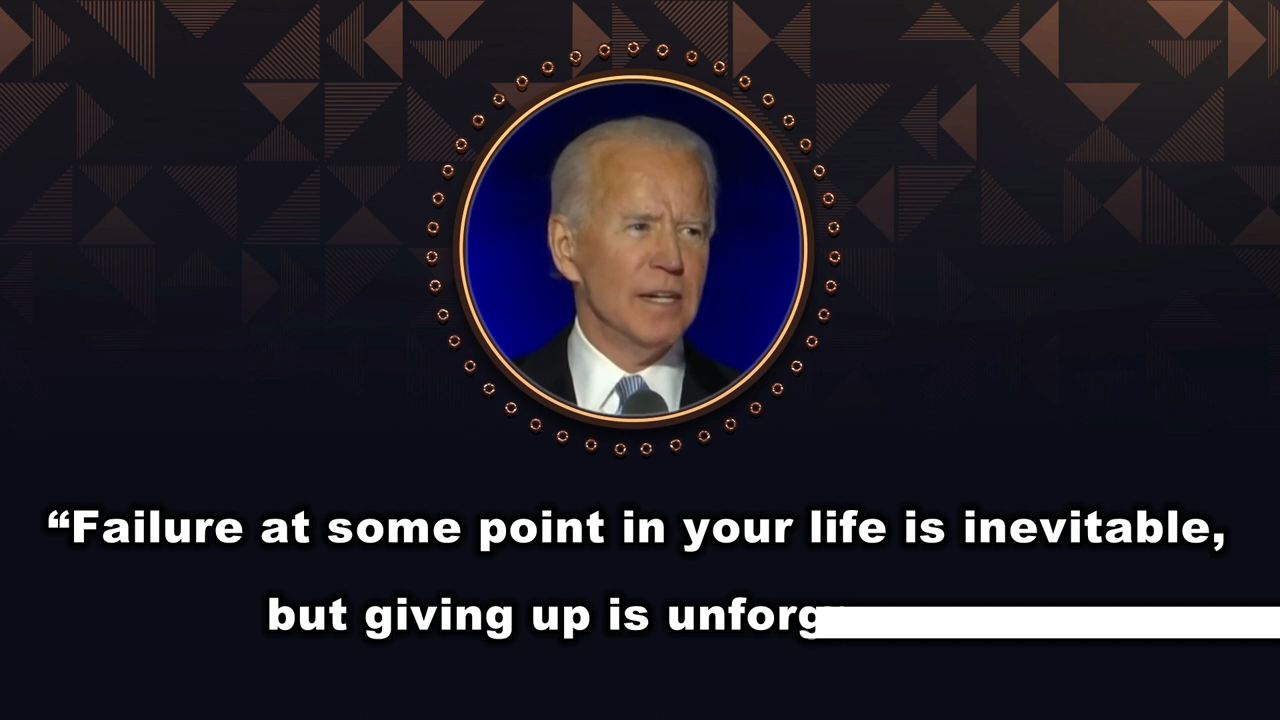 “Failure at some point in your life is inevitable,
but giving up is